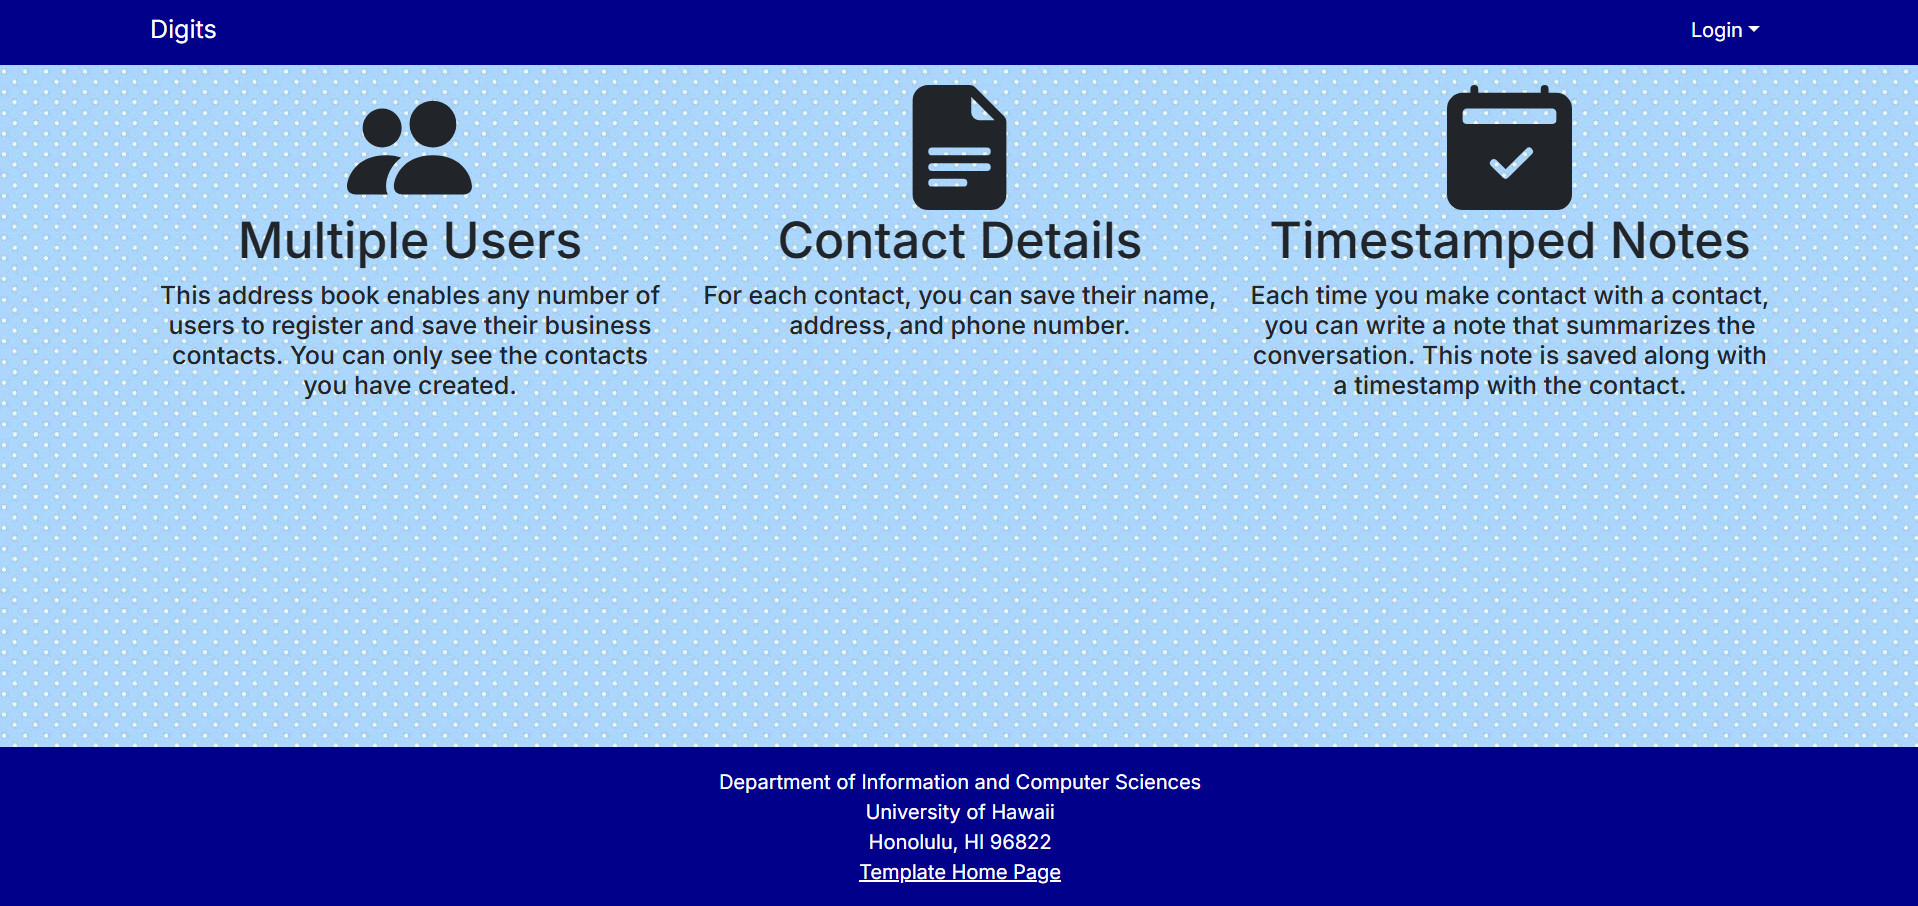 Digits
Login
Multiple Users
This address book enables any number of
users to register and save their business
contacts. You can only see the contacts
you have created.
Contact Details
For each contact, you can save their name,
address, and phone number.
Timestamped Notes
Each time you make contact with a contact,
you can write a note that summarizes the
conversation. This note is saved along with
a timestamp with the contact.
Department of Information and Computer Sciences
University of Hawaii
Honolulu, HI 96822
Template Home Page